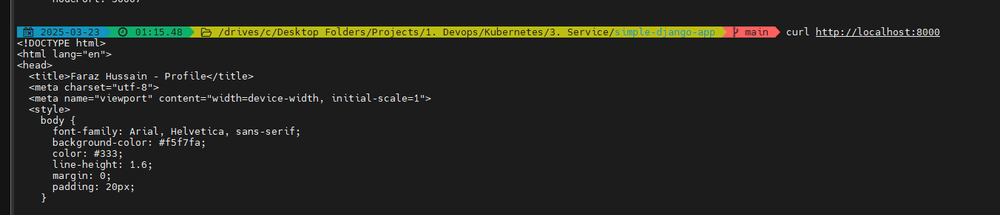 2025-03-23 01:15.48 /drives/c/Desktop Folders/Projects/1. Devops/Kubernetes/3. Service/simple-django-app main curl http://localhost:8000
<!DOCTYPE html>
<html lang="en">
<head>
  <title>Faraz Hussain - Profile</title>
  <meta charset="utf-8">
  <meta name="viewport" content="width=device-width, initial-scale=1">
  <style>
    body {
      font-family: Arial, Helvetica, sans-serif;
      background-color: #f5f7fa;
      color: #333;
      line-height: 1.6;
      margin: 0;
      padding: 20px;
    }